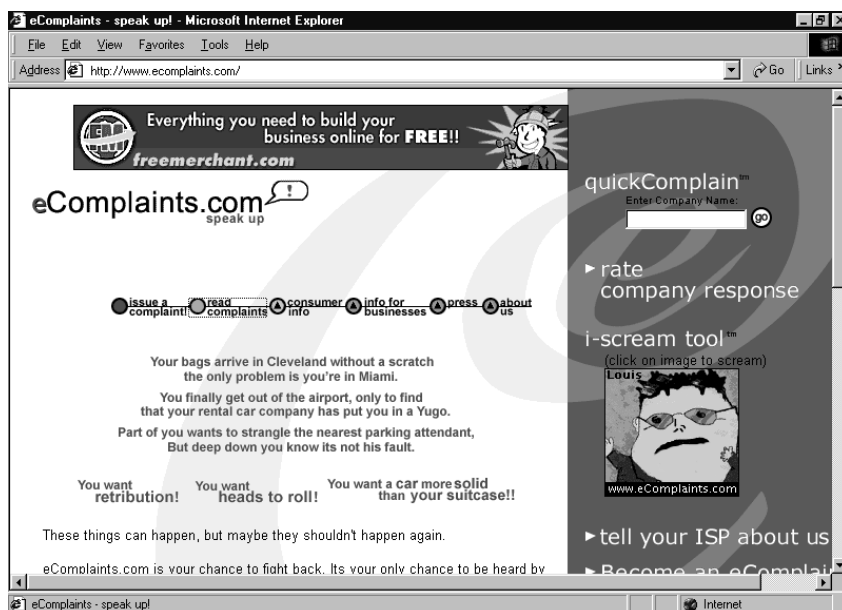 eComplaints - speak up! - Microsoft Internet Explorer
File Edit View Favorites Tools Help
Address http://www.ecomplaints.com/ Go Links
Everything you need to build your
business online for FREE!!
freemerchant.com
eComplaints.com
speak up
!
issue a
complaint!
read
complaints
consumer
info
info for
businesses
press
about
us
Your bags arrive in Cleveland without a scratch
the only problem is you're in Miami.
You finally get out of the airport, only to find
that your rental car company has put you in a Yugo.
Part of you wants to strangle the nearest parking attendant,
But deep down you know its not his fault.
You want
retribution!
You want
heads to roll!
You want a car more solid
than your suitcase!!
These things can happen, but maybe they shouldn't happen again.
eComplaints.com is your chance to fight back. Its your only chance to be heard by
quickComplain™
Enter Company Name:
go
rate
company response
i-scream tool™
(click on image to scream)
Louis
www.eComplaints.com
tell your ISP about us
Become an eComplai
eComplaints - speak up! Internet